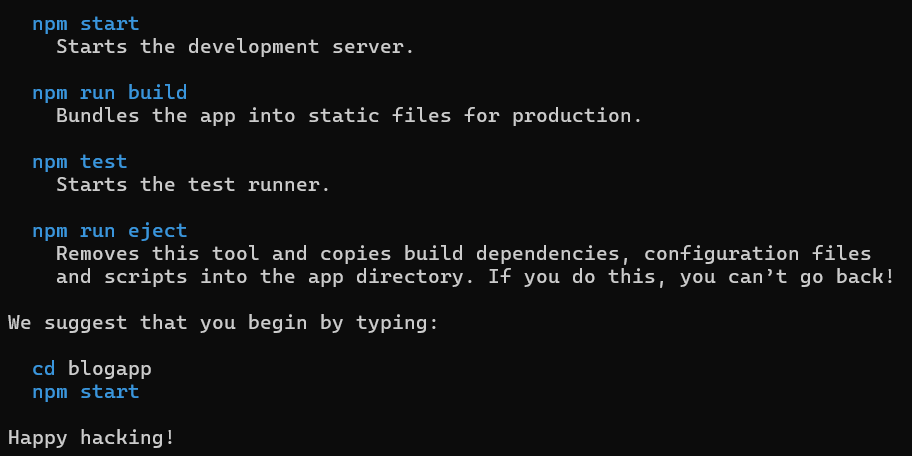 npm start
Starts the development server.
npm run build
Bundles the app into static files for production.
npm test
Starts the test runner.
npm run eject
Removes this tool and copies build dependencies, configuration files
and scripts into the app directory. If you do this, you can’t go back!
We suggest that you begin by typing:
cd blogapp
npm start
Happy hacking!